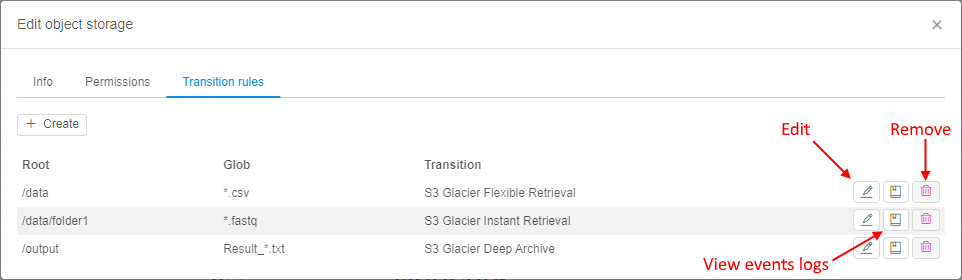 Edit object storage
Info Permissions Transition rules
+ Create
Edit Remove
Root Glob Transition
/data *.csv S3 Glacier Flexible Retrieval
/data/folder1 *.fastq S3 Glacier Instant Retrieval
/output Result_*.txt S3 Glacier Deep Archive
View events logs